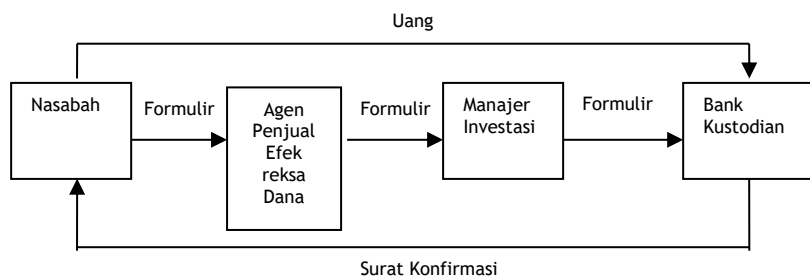 Uang
Nasabah
Formulir
Agen
Penjual
Efek
reksa
Dana
Formulir
Manajer
Investasi
Formulir
Bank
Kustodian
Surat Konfirmasi